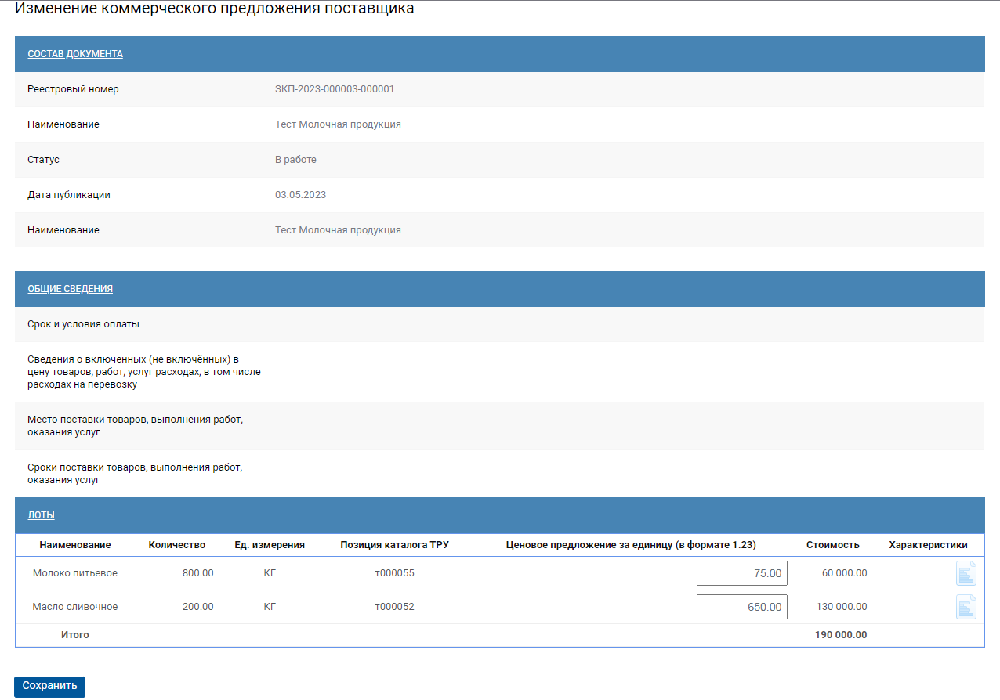 Изменение коммерческого предложения поставщика
СОСТАВ ДОКУМЕНТА
Реестровый номер ЗКП-2023-000003-000001
Наименование Тест Молочная продукция
Статус В работе
Дата публикации 03.05.2023
Наименование Тест Молочная продукция
ОБЩИЕ СВЕДЕНИЯ
Срок и условия оплаты
Сведения о включенных (не включённых) в
цену товаров, работ, услуг расходах, в том числе
расходах на перевозку
Место поставки товаров, выполнения работ,
оказания услуг
Сроки поставки товаров, выполнения работ,
оказания услуг
ЛОТЫ
Наименование Количество Ед. измерения Позиция каталога ТРУ Ценовое предложение за единицу (в формате 1.23) Стоимость Характеристики
Молоко питьевое 800.00 КГ т000055 75.00 60 000.00
Масло сливочное 200.00 КГ т000052 650.00 130 000.00
Итого 190 000.00
Сохранить